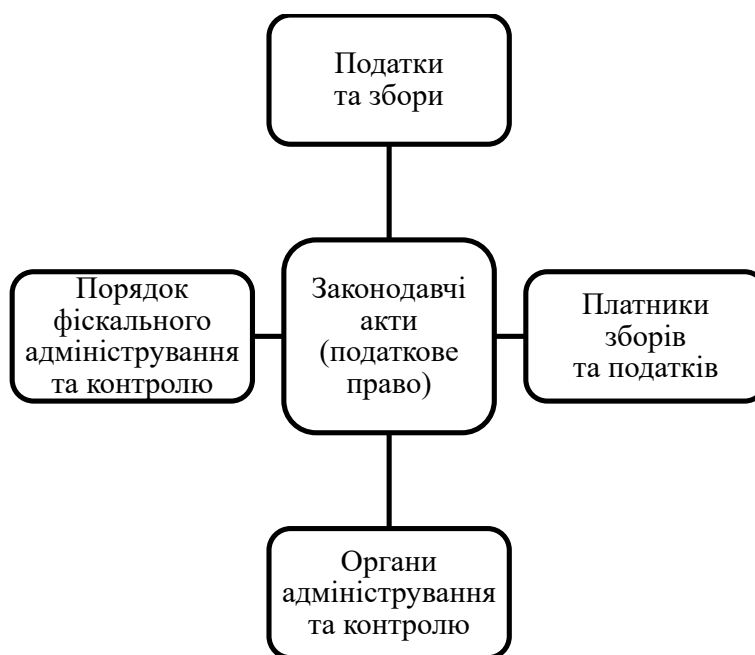 Податки
та збори
Порядок
фіскального
адміністрування
та контролю
Законодавчі
акти
(податкове
право)
Платники
зборів
та податків
Органи
адміністрування
та контролю